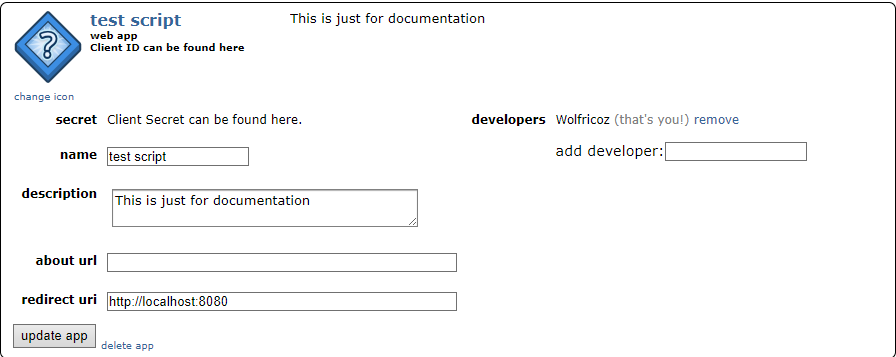 test script
This is just for documentation
web app
Client ID can be found here
?
change icon
secret Client Secret can be found here.
developers Wolfricoz (that's you!) remove
name test script
add developer:
description This is just for documentation
about url
redirect uri http://localhost:8080
update app delete app